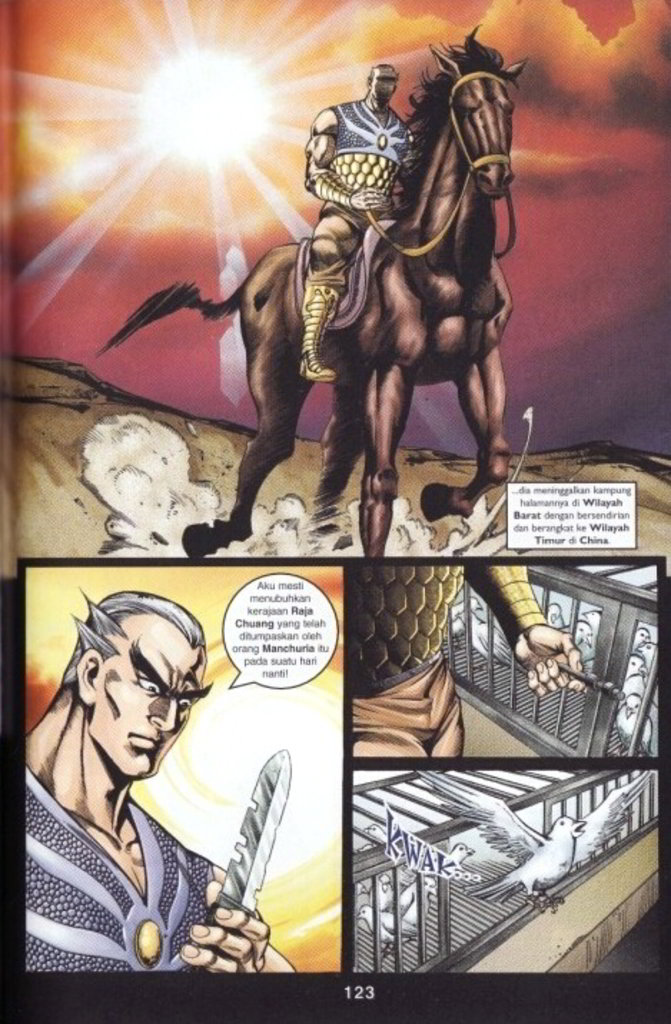 ...dia meninggalkan kampung
halamannya di Wilayah
Barat dengan bersendirian
dan berangkat ke Wilayah
Timur di China.
Aku mesti
menubuhkan
kerajaan Raja
Chuang yang telah
ditumpaskan oleh
orang Manchuria itu
pada suatu hari
nanti!
KWAK...
123